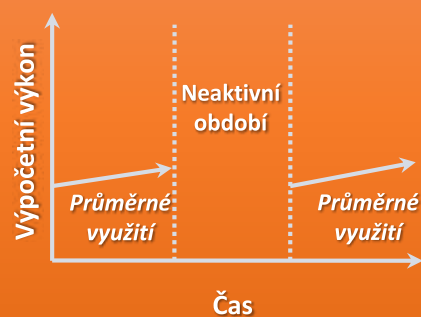 Výpočetní výkon
Neaktivní
období
Průměrné
využití
Průměrné
využití
Čas